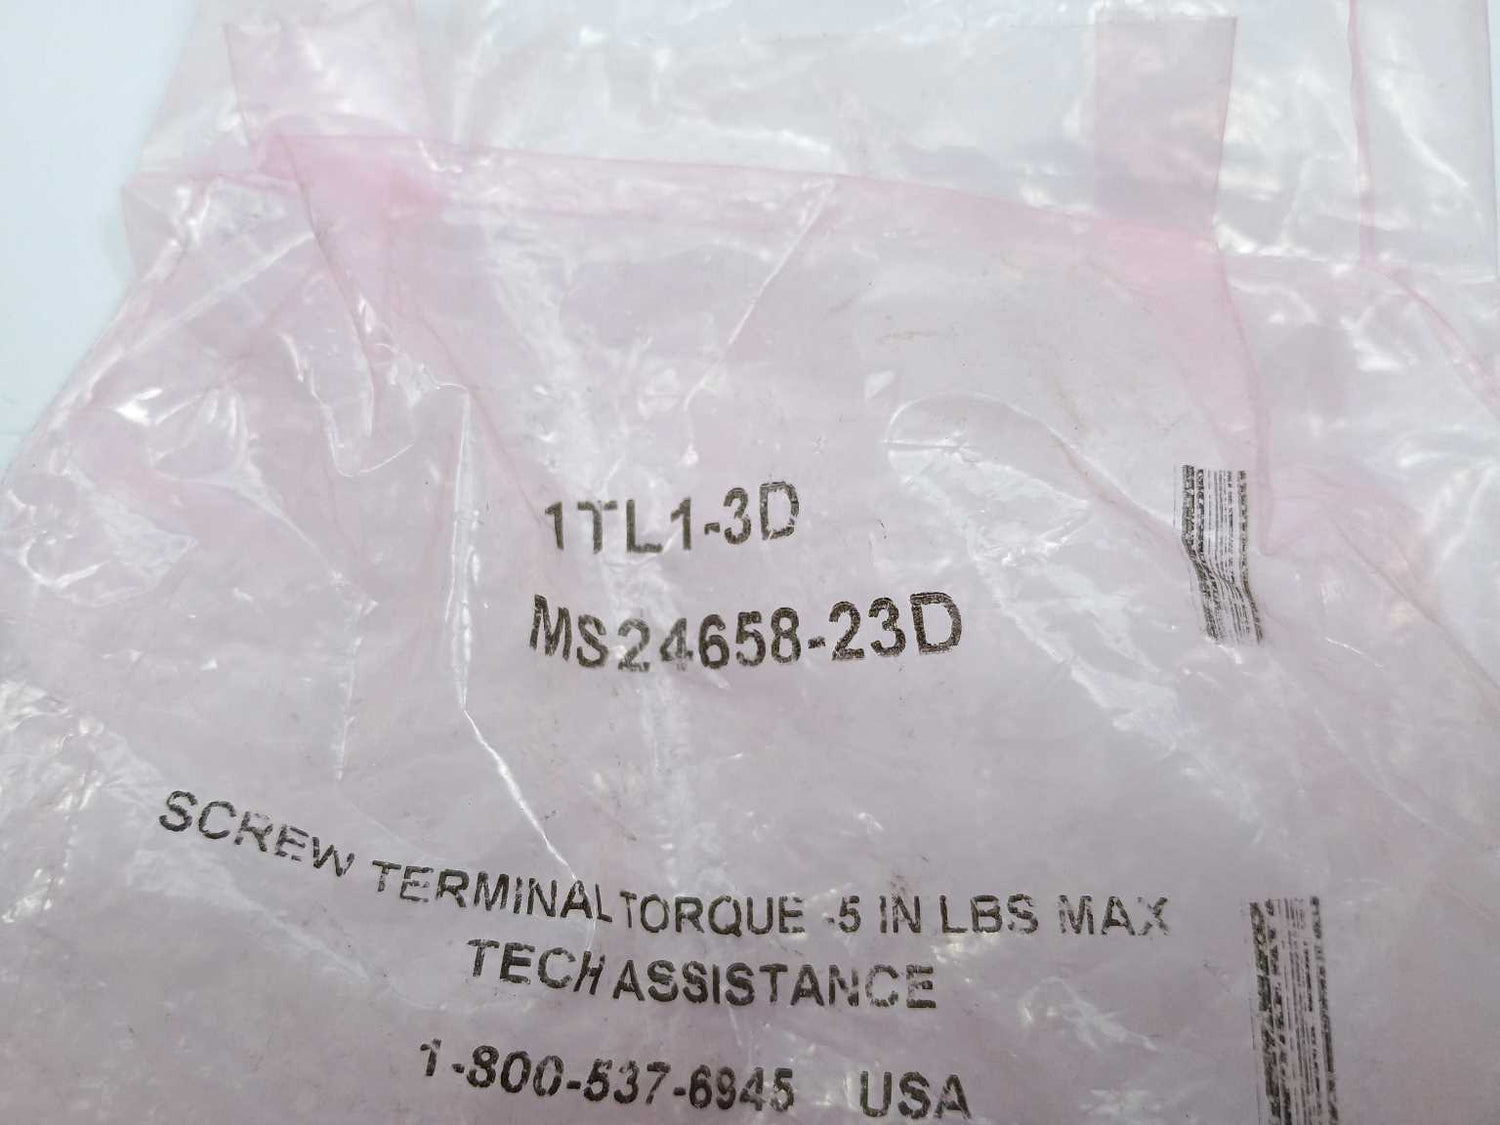 1TL1-3D
MS24658-23D
SCREW TERMINAL TORQUE -5 IN LBS MAX
TECH ASSISTANCE
1-800-537-6945 USA